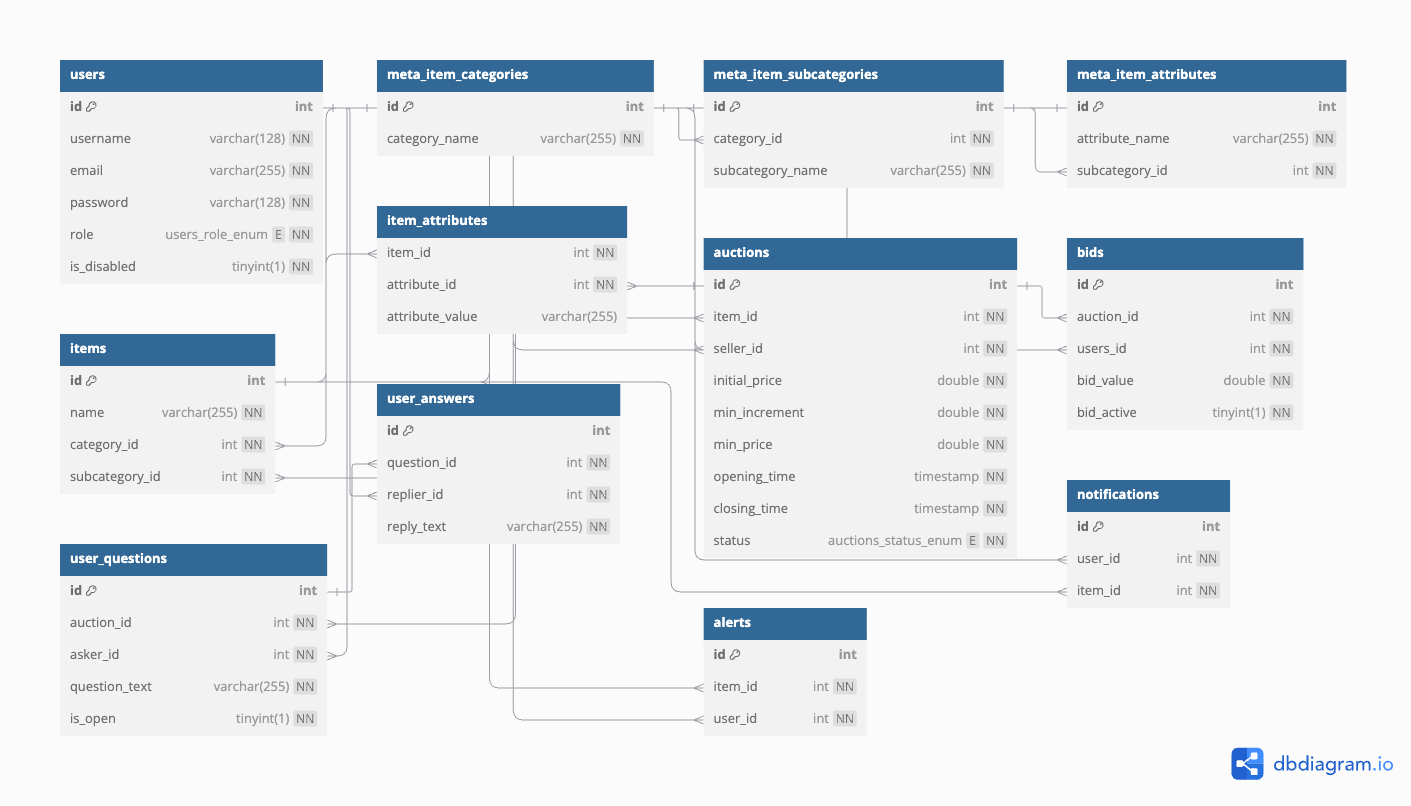 users
id int
username varchar(128) NN
email varchar(255) NN
password varchar(128) NN
role users_role_enum E NN
is_disabled tinyint(1) NN
meta_item_categories
id int
category_name varchar(255) NN
meta_item_subcategories
id int
category_id int NN
subcategory_name varchar(255) NN
meta_item_attributes
id int
attribute_name varchar(255) NN
subcategory_id int NN
item_attributes
item_id int NN
attribute_id int NN
attribute_value varchar(255)
auctions
id int
item_id int NN
seller_id int NN
initial_price double NN
min_increment double NN
min_price double NN
opening_time timestamp NN
closing_time timestamp NN
status auctions_status_enum E NN
bids
id int
auction_id int NN
users_id int NN
bid_value double NN
bid_active tinyint(1) NN
items
id int
name varchar(255) NN
category_id int NN
subcategory_id int NN
user_answers
id int
question_id int NN
replier_id int NN
reply_text varchar(255) NN
notifications
id int
user_id int NN
item_id int NN
user_questions
id int
auction_id int NN
asker_id int NN
question_text varchar(255) NN
is_open tinyint(1) NN
alerts
id int
item_id int NN
user_id int NN
dbdiagram.io